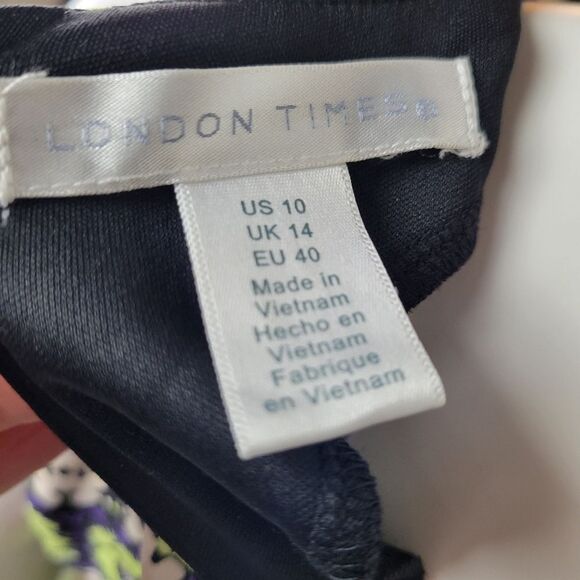 LONDON TIMES®
US 10
UK 14
EU 40
Made in
Vietnam
Hecho en
Vietnam
Fabrique
en Vietnam